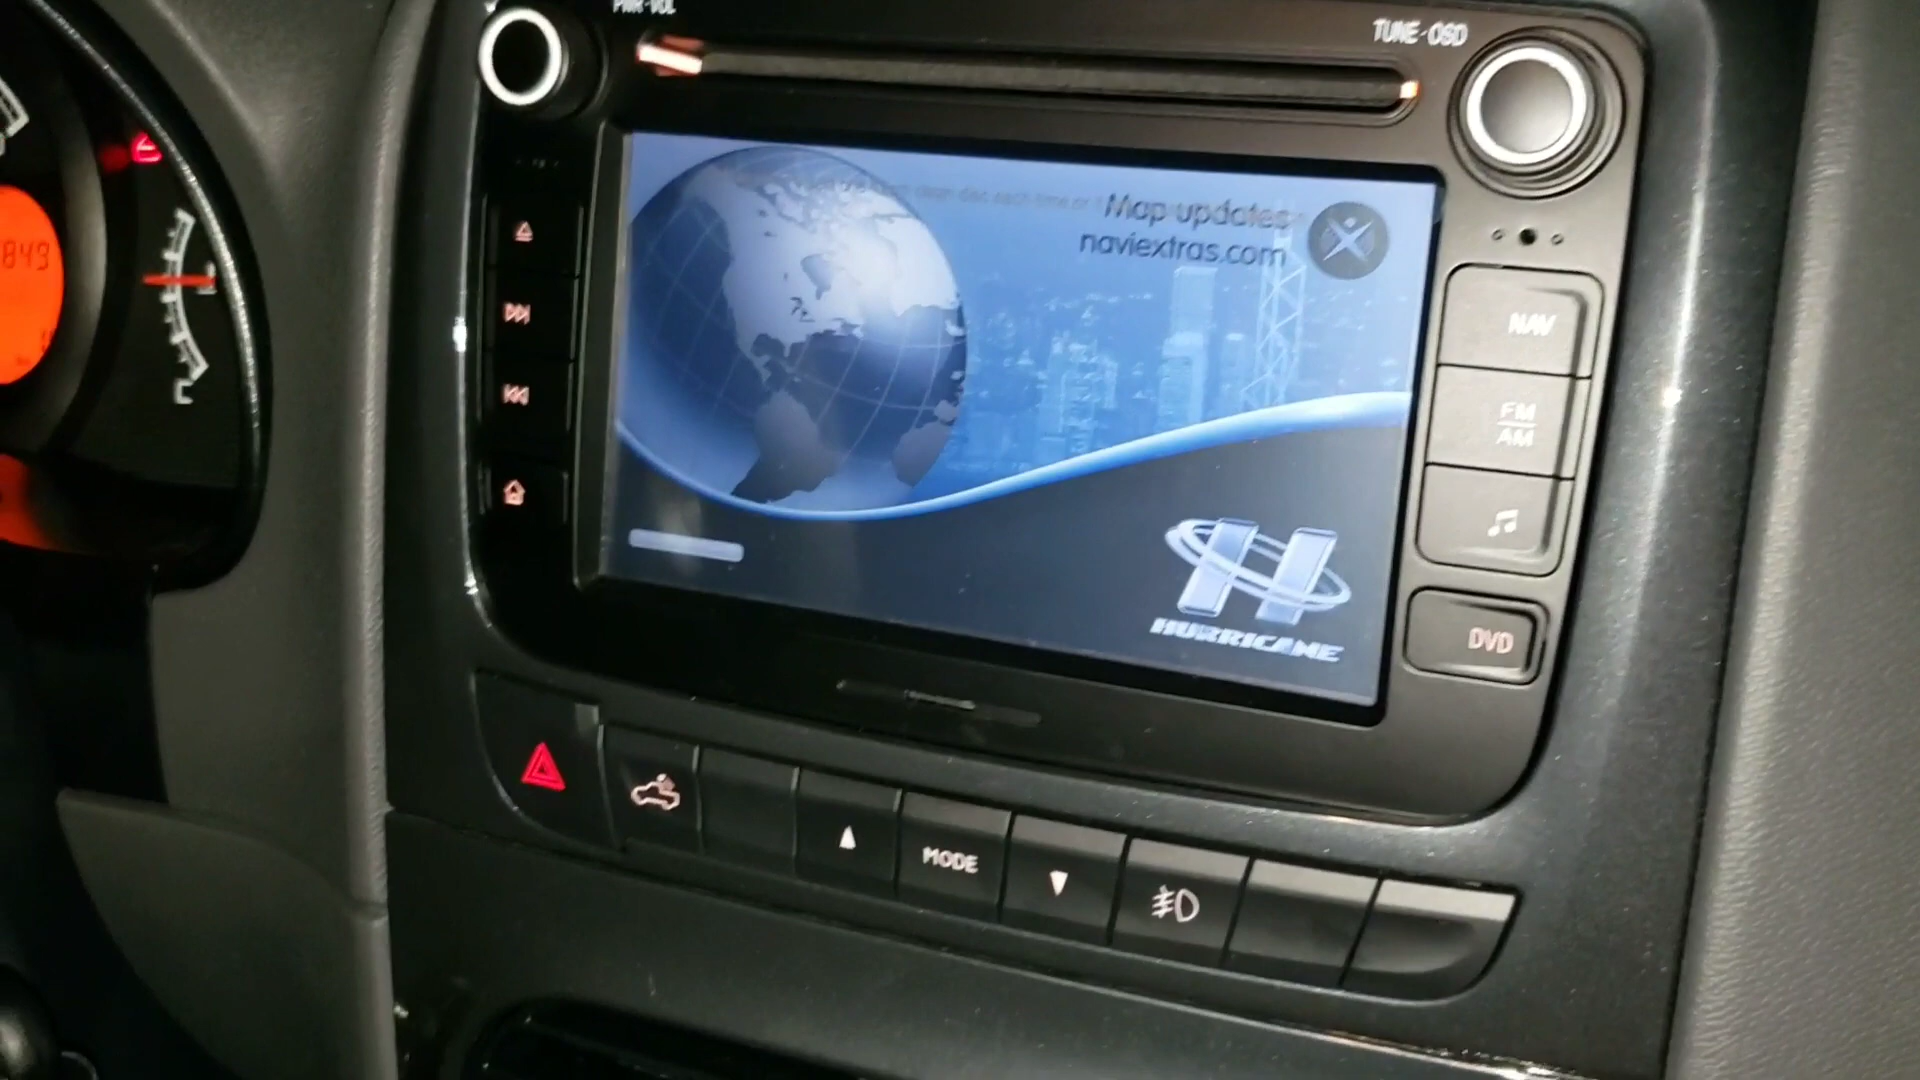 PWR-VOL
TUNE-OSD
Map updates
naviextras.com
NAV
FM
AM
DVD
HURRICANE
MODE
843